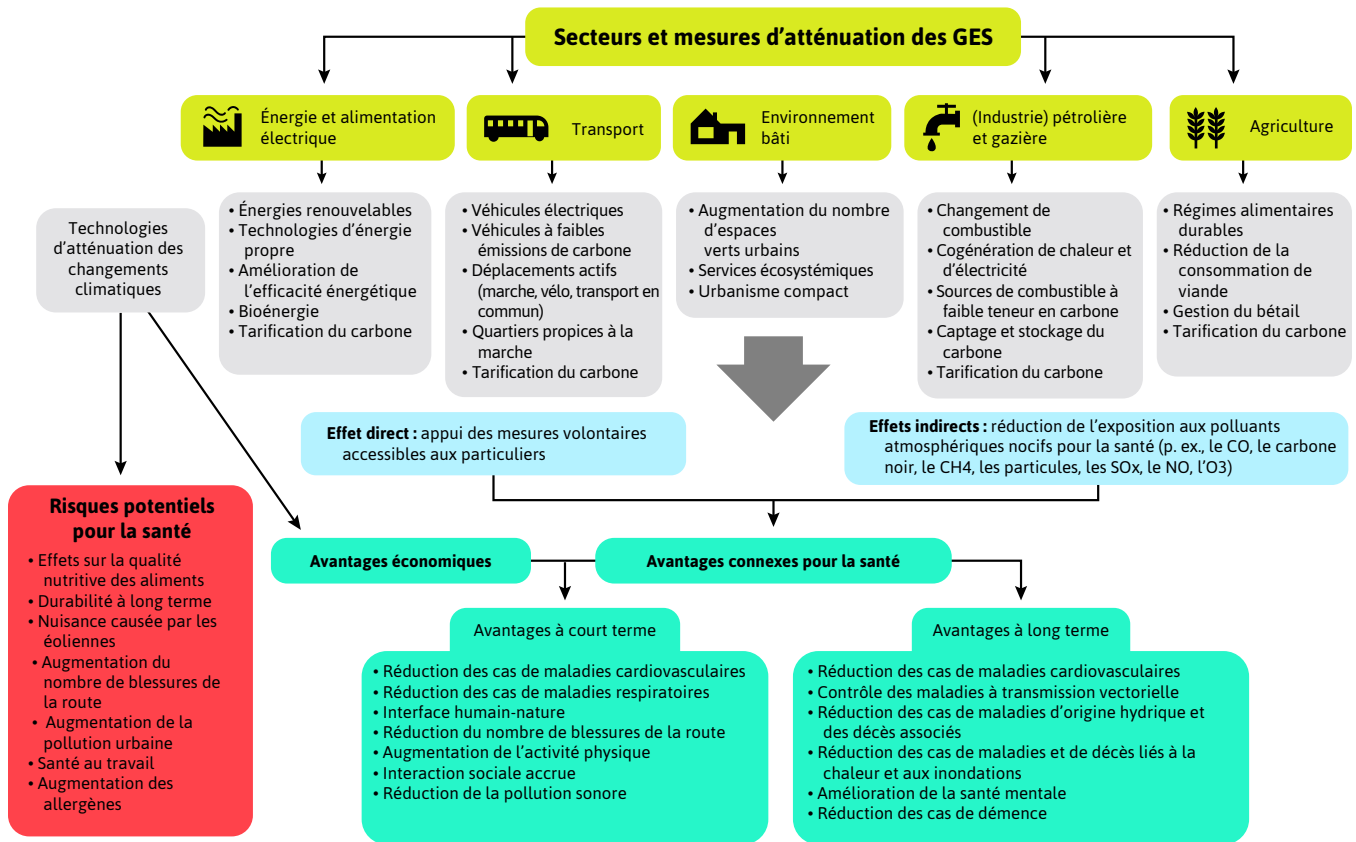 Secteurs et mesures d'atténuation des GES
Énergie et alimentation
électrique
Transport
Environnement
bâti
(Industrie) pétrolière
et gazière
Agriculture
Technologies
d'atténuation des
changements
climatiques
• Énergies renouvelables
• Technologies d'énergie
propre
• Amélioration de
l'efficacité énergétique
• Bioénergie
• Tarification du carbone
• Véhicules électriques
• Véhicules à faibles
émissions de carbone
• Déplacements actifs
(marche, vélo, transport en
commun)
• Quartiers propices à la
marche
• Tarification du carbone
• Augmentation du nombre
d'espaces
verts urbains
• Services écosystémiques
• Urbanisme compact
• Changement de
combustible
• Cogénération de chaleur et
d'électricité
• Sources de combustible à
faible teneur en carbone
• Captage et stockage du
carbone
• Tarification du carbone
• Régimes alimentaires
durables
• Réduction de la
consommation de
viande
• Gestion du bétail
• Tarification du carbone
Effet direct : appui des mesures volontaires
accessibles aux particuliers
Effets indirects : réduction de l'exposition aux polluants
atmosphériques nocifs pour la santé (p. ex., le CO, le carbone
noir, le CH4, les particules, les SOx, le NO, l'O3)
Risques potentiels
pour la santé
• Effets sur la qualité
nutritive des aliments
• Durabilité à long terme
• Nuisance causée par les
éoliennes
• Augmentation du
nombre de blessures de
la route
• Augmentation de la
pollution urbaine
• Santé au travail
• Augmentation des
allergènes
Avantages économiques
Avantages connexes pour la santé
Avantages à court terme
• Réduction des cas de maladies cardiovasculaires
• Réduction des cas de maladies respiratoires
• Interface humain-nature
• Réduction du nombre de blessures de la route
• Augmentation de l'activité physique
• Interaction sociale accrue
• Réduction de la pollution sonore
Avantages à long terme
• Réduction des cas de maladies cardiovasculaires
• Contrôle des maladies à transmission vectorielle
• Réduction des cas de maladies d'origine hydrique et
des décès associés
• Réduction des cas de maladies et de décès liés à la
chaleur et aux inondations
• Amélioration de la santé mentale
• Réduction des cas de démence